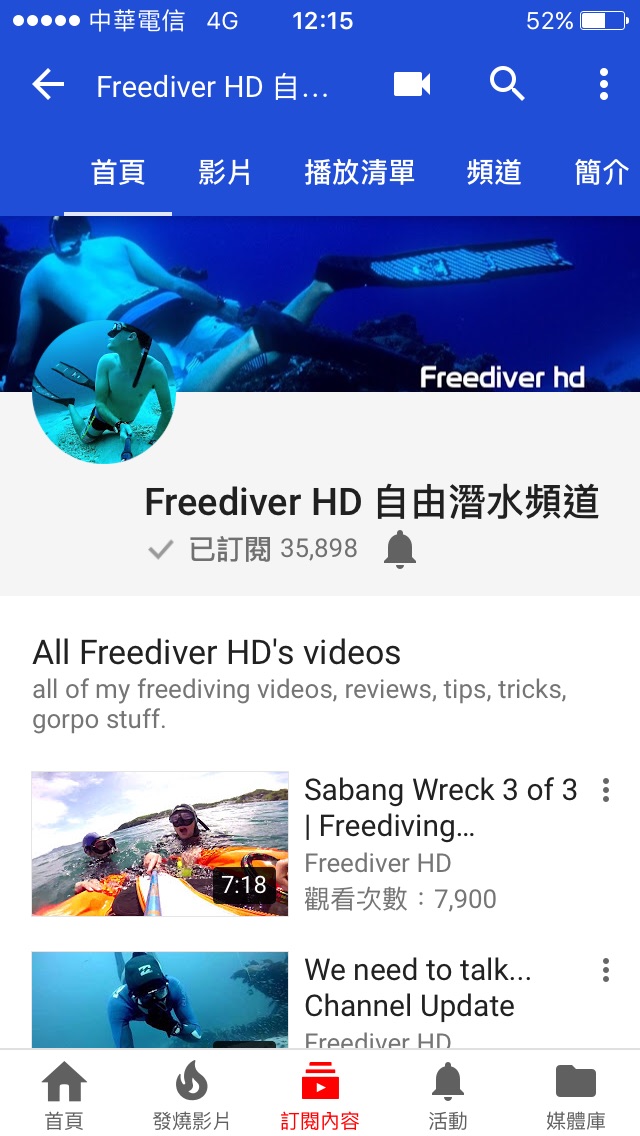 中華電信 4G 12:15 52%
Freediver HD 自…
首頁 影片 播放清單 頻道 簡介
Freediver hd
Freediver HD 自由潛水頻道
已訂閱 35,898
All Freediver HD's videos
all of my freediving videos, reviews, tips, tricks,
gorpo stuff.
Sabang Wreck 3 of 3
| Freediving…
Freediver HD
觀看次數：7,900
7:18
We need to talk...
Channel Update
Freediver HD
首頁 發燒影片 訂閱內容 活動 媒體庫